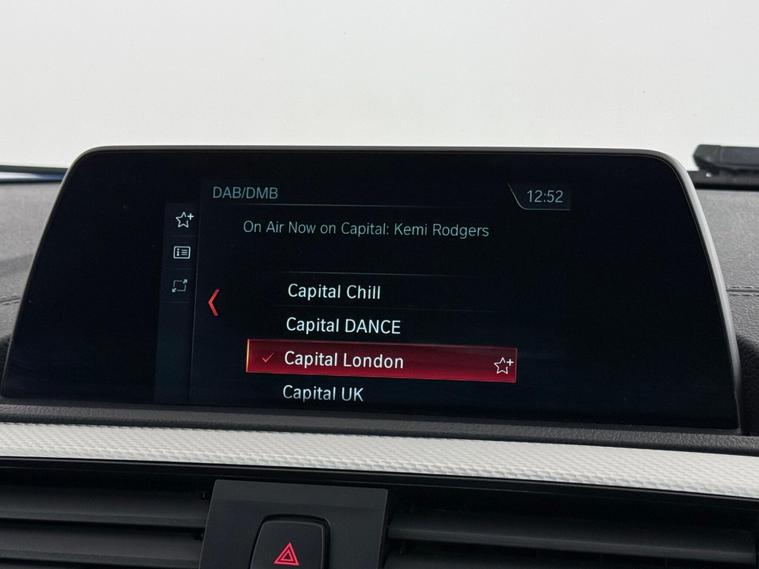 DAB/DMB
12:52
On Air Now on Capital: Kemi Rodgers
Capital Chill
Capital DANCE
Capital London
Capital UK